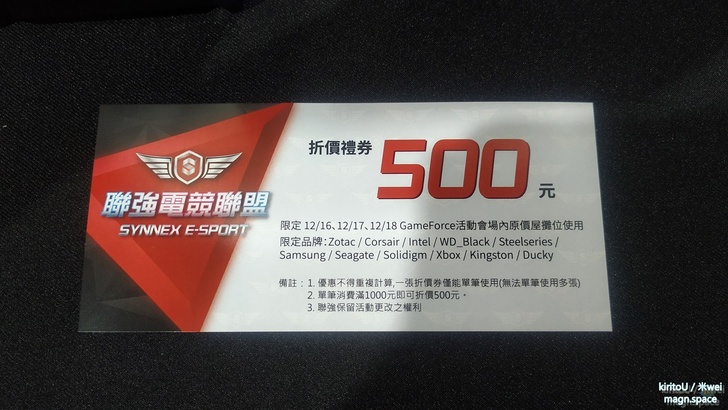 折價禮券 500 元
聯強電競聯盟
SYNNEX E-SPORT
限定 12/16、12/17、12/18 GameForce活動會場內原價屋攤位使用
限定品牌：Zotac / Corsair / Intel / WD_Black / Steelseries /
Samsung / Seagate / Solidigm / Xbox / Kingston / Ducky
備註：1. 優惠不得重複計算,一張折價券僅能單筆使用(無法單筆使用多張)
2. 單筆消費滿1000元即可折價500元。
3. 聯強保留活動更改之權利
kiritoU / 米wei
magn.space